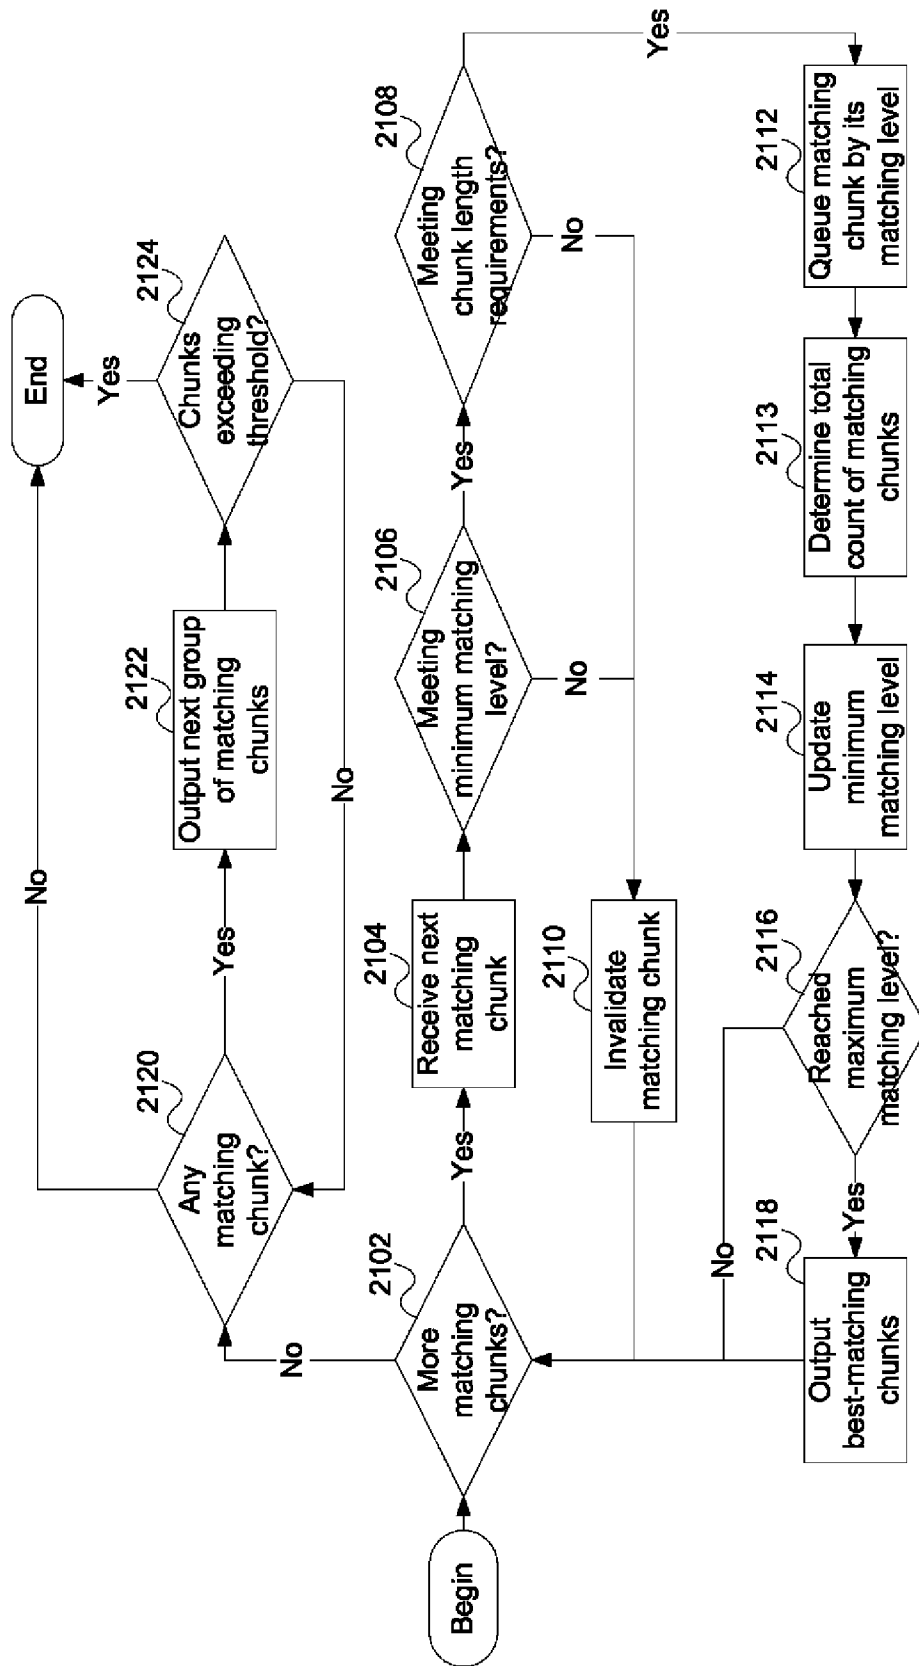 Begin
More
matching
chunks?
2102
Yes
No
Receive next
matching
chunk
2104
Meeting
minimum matching
level?
2106
Yes
No
Meeting
chunk length
requirements?
2108
Yes
No
Invalidate
matching chunk
2110
Queue matching
chunk by its
matching level
2112
Determine total
count of matching
chunks
2113
Update
minimum
matching level
2114
Reached
maximum
matching level?
2116
Yes
No
Output
best-matching
chunks
2118
Any
matching
chunk?
2120
Yes
No
Output next group
of matching
chunks
2122
Chunks
exceeding
threshold?
2124
Yes
No
End